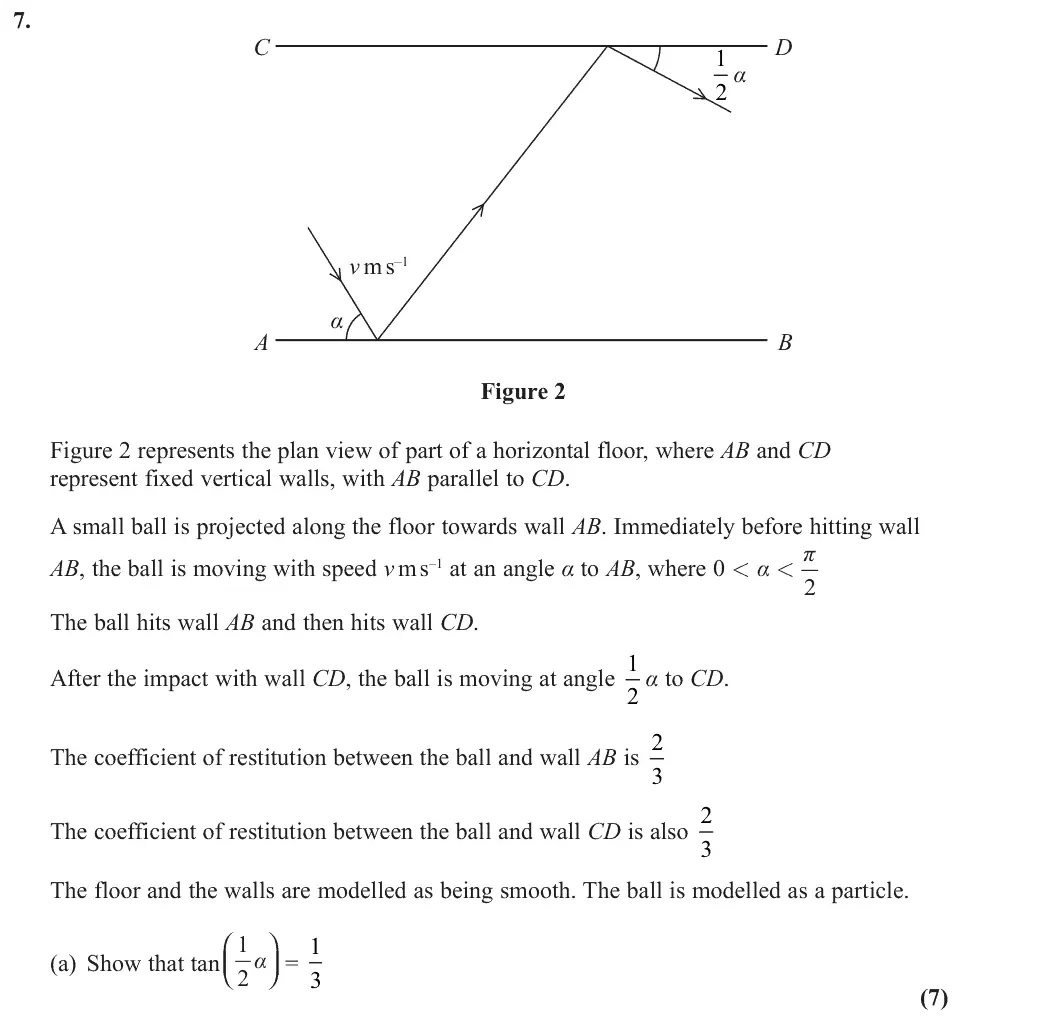 7.
C
D
1/2 α
v m s⁻¹
α
A
B
Figure 2
Figure 2 represents the plan view of part of a horizontal floor, where AB and CD
represent fixed vertical walls, with AB parallel to CD.
A small ball is projected along the floor towards wall AB. Immediately before hitting wall
AB, the ball is moving with speed v m s⁻¹ at an angle α to AB, where 0 < α < π/2
The ball hits wall AB and then hits wall CD.
After the impact with wall CD, the ball is moving at angle 1/2 α to CD.
The coefficient of restitution between the ball and wall AB is 2/3
The coefficient of restitution between the ball and wall CD is also 2/3
The floor and the walls are modelled as being smooth. The ball is modelled as a particle.
(a) Show that tan(1/2 α) = 1/3
(7)